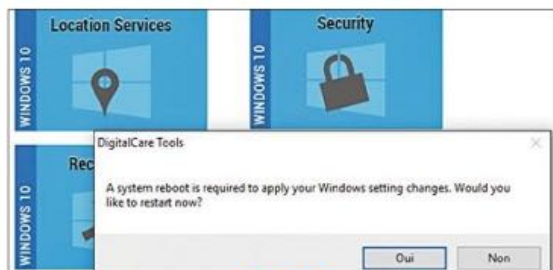 Location Services
Security
WINDOWS 10
WINDOWS 10
DigitalCare Tools
Rec
WINDOWS 10
A system reboot is required to apply your Windows setting changes. Would you
like to restart now?
Oui
Non